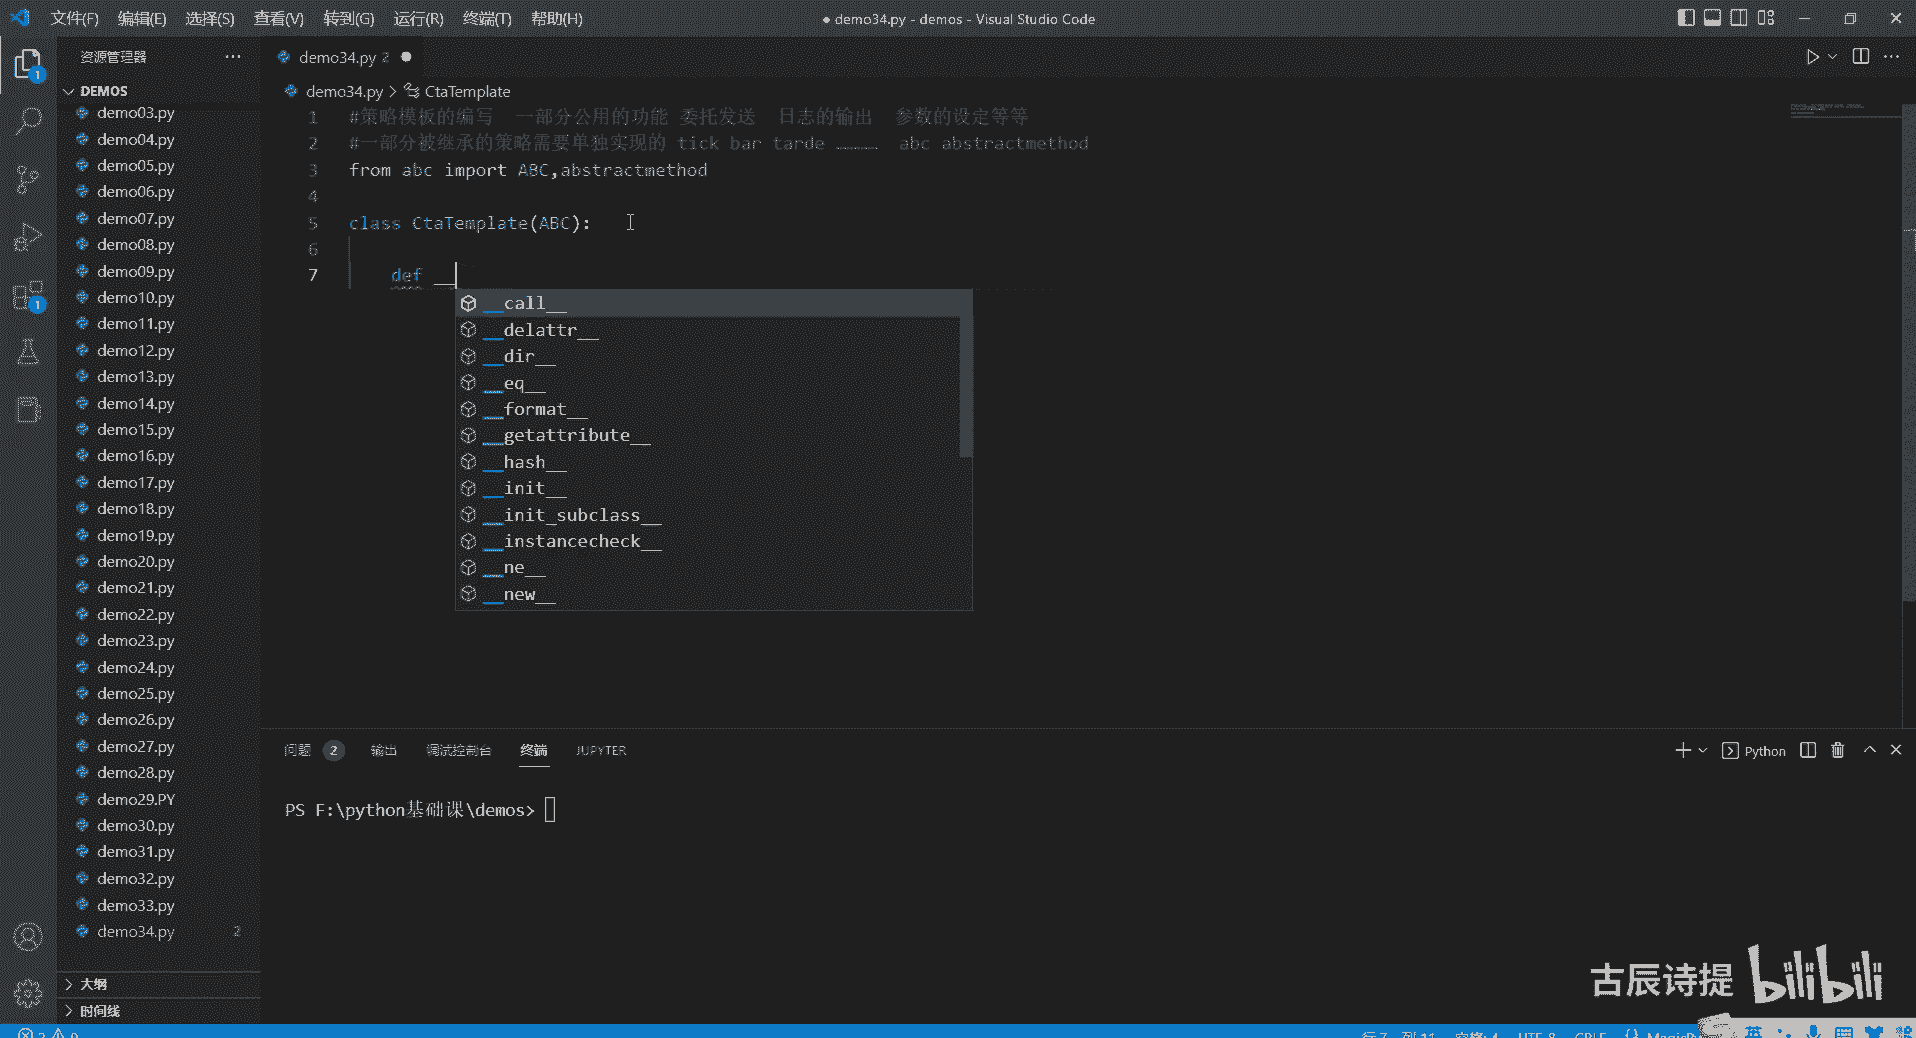 文件(F) 编辑(E) 选择(S) 查看(V) 转到(G) 运行(R) 终端(T) 帮助(H) ● demo34.py - demos - Visual Studio Code
资源管理器 ···
demo34.py 2 ●
DEMOS
demo34.py > CtaTemplate
demo03.py
demo04.py
demo05.py
demo06.py
demo07.py
demo08.py
demo09.py
demo10.py
demo11.py
demo12.py
demo13.py
demo14.py
demo15.py
demo16.py
demo17.py
demo18.py
demo19.py
demo20.py
demo21.py
demo22.py
demo23.py
demo24.py
demo25.py
demo26.py
demo27.py
demo28.py
demo29.PY
demo30.py
demo31.py
demo32.py
demo33.py
demo34.py 2
大纲
时间线
1
1
1 #策略模板的编写 一部分公用的功能 委托发送 日志的输出 参数的设定等等
2 #一部分被继承的策略需要单独实现的 tick bar tarde …… abc abstractmethod
3 from abc import ABC,abstractmethod
4
5 class CtaTemplate(ABC):
6
7 def __
__call__
__delattr__
__dir__
__eq__
__format__
__getattribute__
__hash__
__init__
__init_subclass__
__instancecheck__
__ne__
__new__
问题 2 输出 调试控制台 终端 JUPYTER
Python
PS F:\python基础课\demos>
古辰诗提 bilibili
英